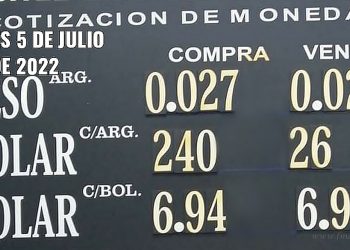 COTIZACION DE MONEDA
S 5 DE JULIO
DE 2022
COMPRA VEN
ESO ARG. 0.027 0.02
OLAR C/ARG. 240 26
OLAR C/BOL. 6.94 6.9